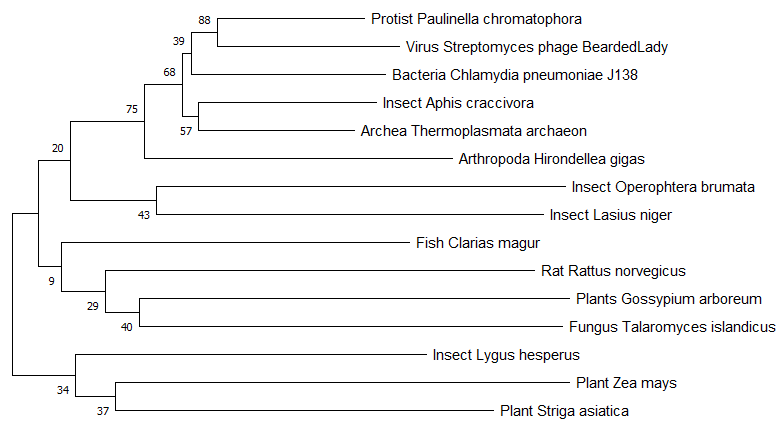 88
Protist Paulinella chromatophora
39
Virus Streptomyces phage BeardedLady
68
Bacteria Chlamydia pneumoniae J138
75
Insect Aphis craccivora
57
Archea Thermoplasmata archaeon
20
Arthropoda Hirondellea gigas
Insect Operophtera brumata
43
Insect Lasius niger
Fish Clarias magur
9
Rat Rattus norvegicus
29
Plants Gossypium arboreum
40
Fungus Talaromyces islandicus
Insect Lygus hesperus
34
Plant Zea mays
37
Plant Striga asiatica